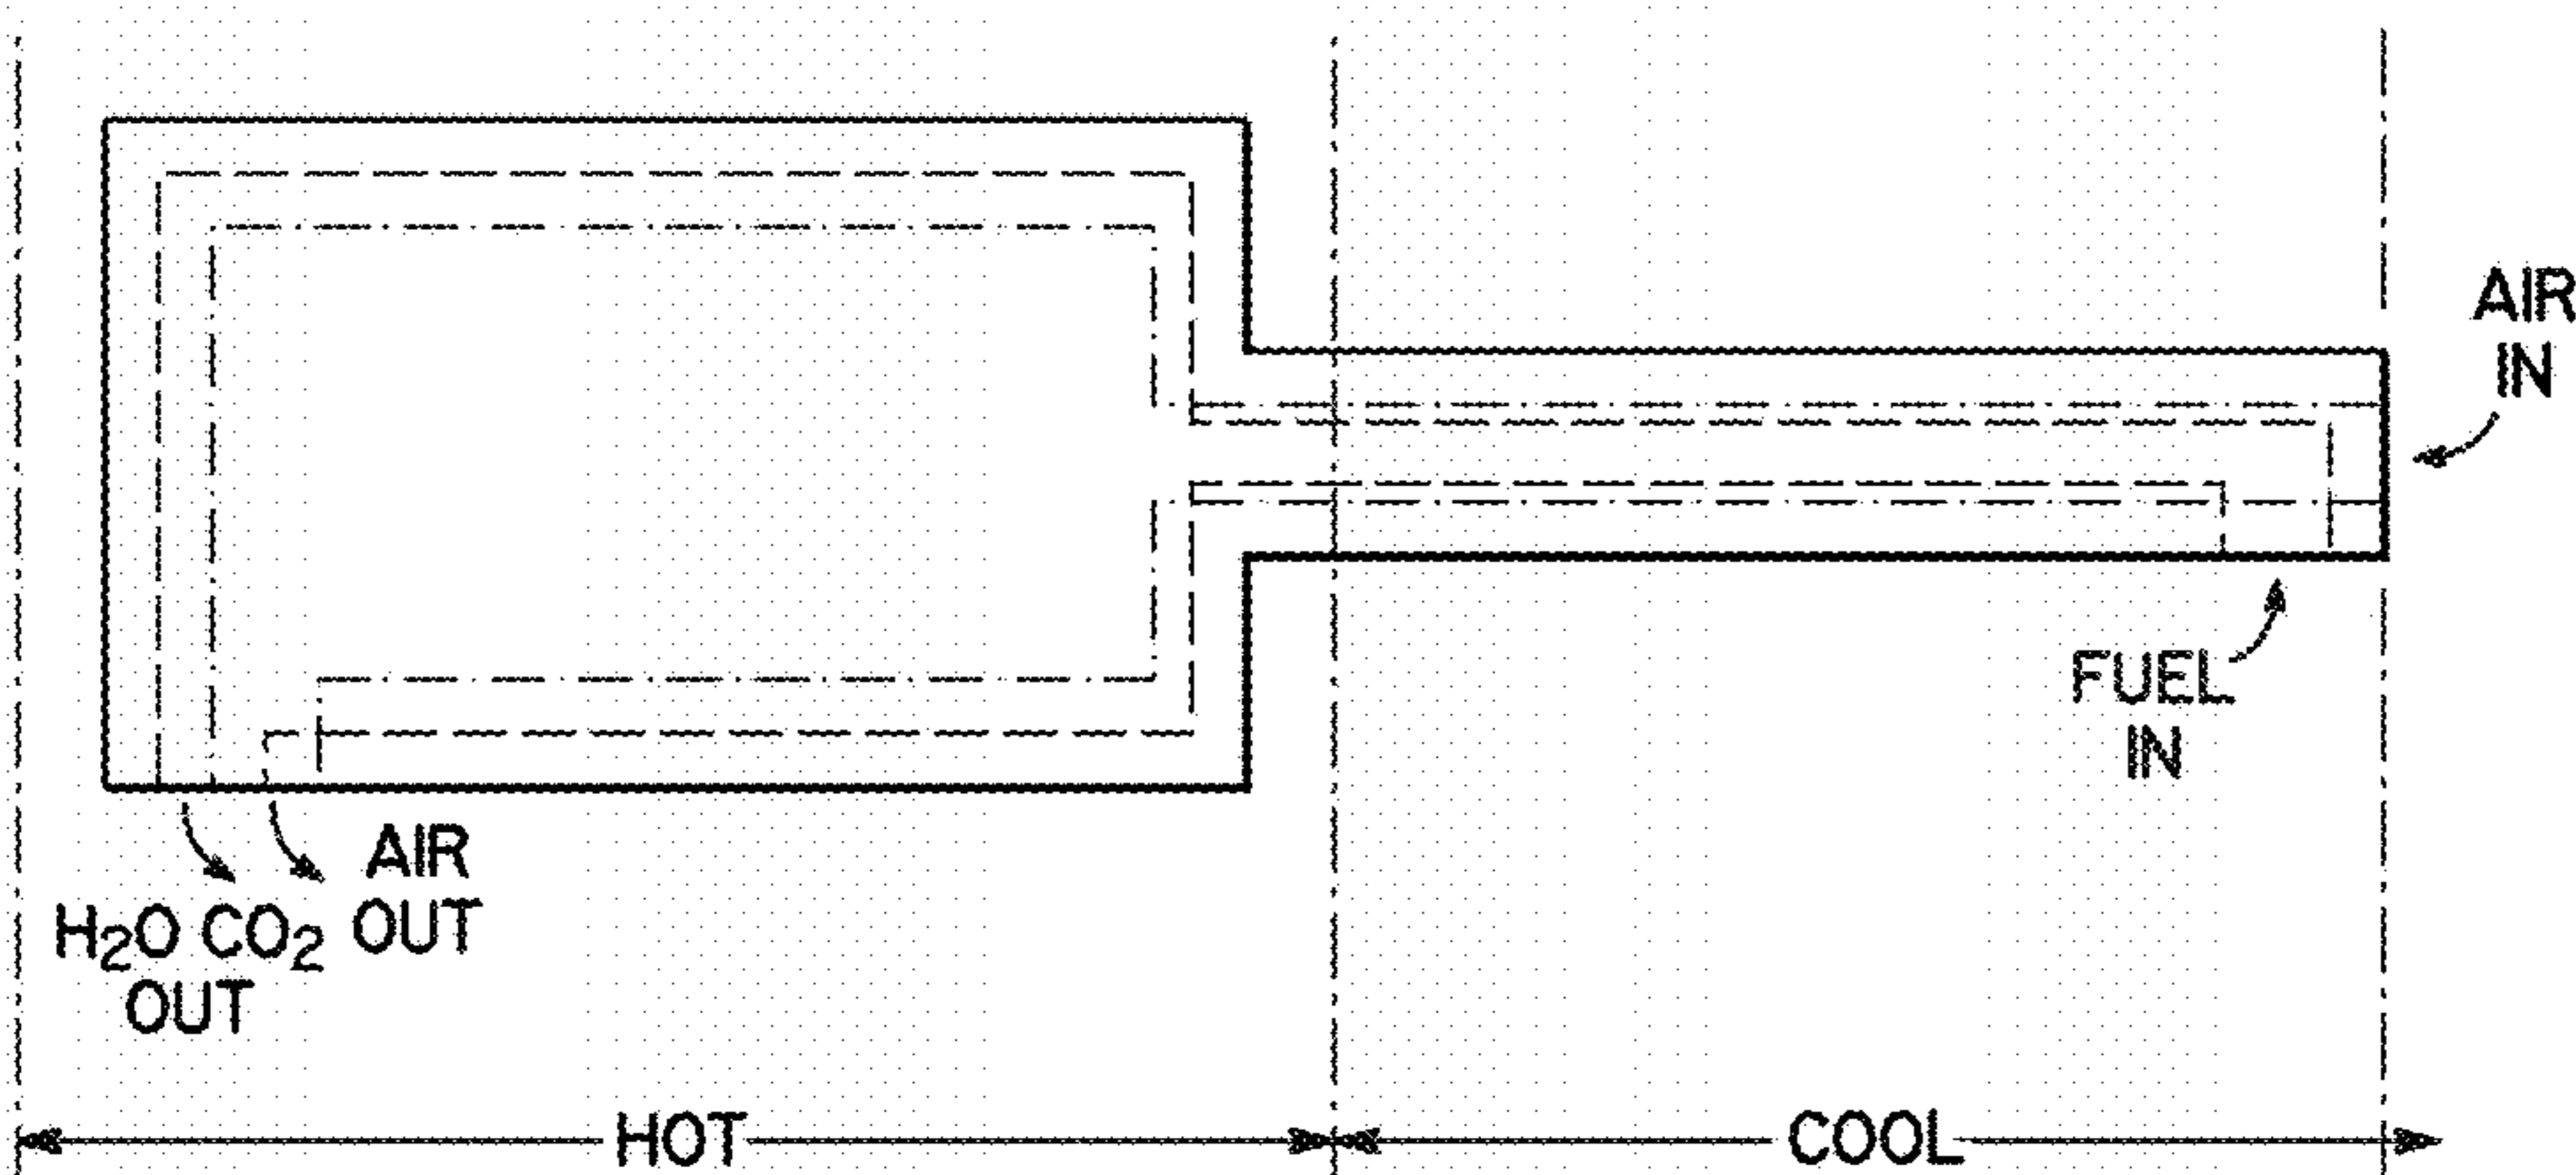 AIR
IN
FUEL
IN
AIR
OUT
H₂O CO₂
OUT
HOT
COOL